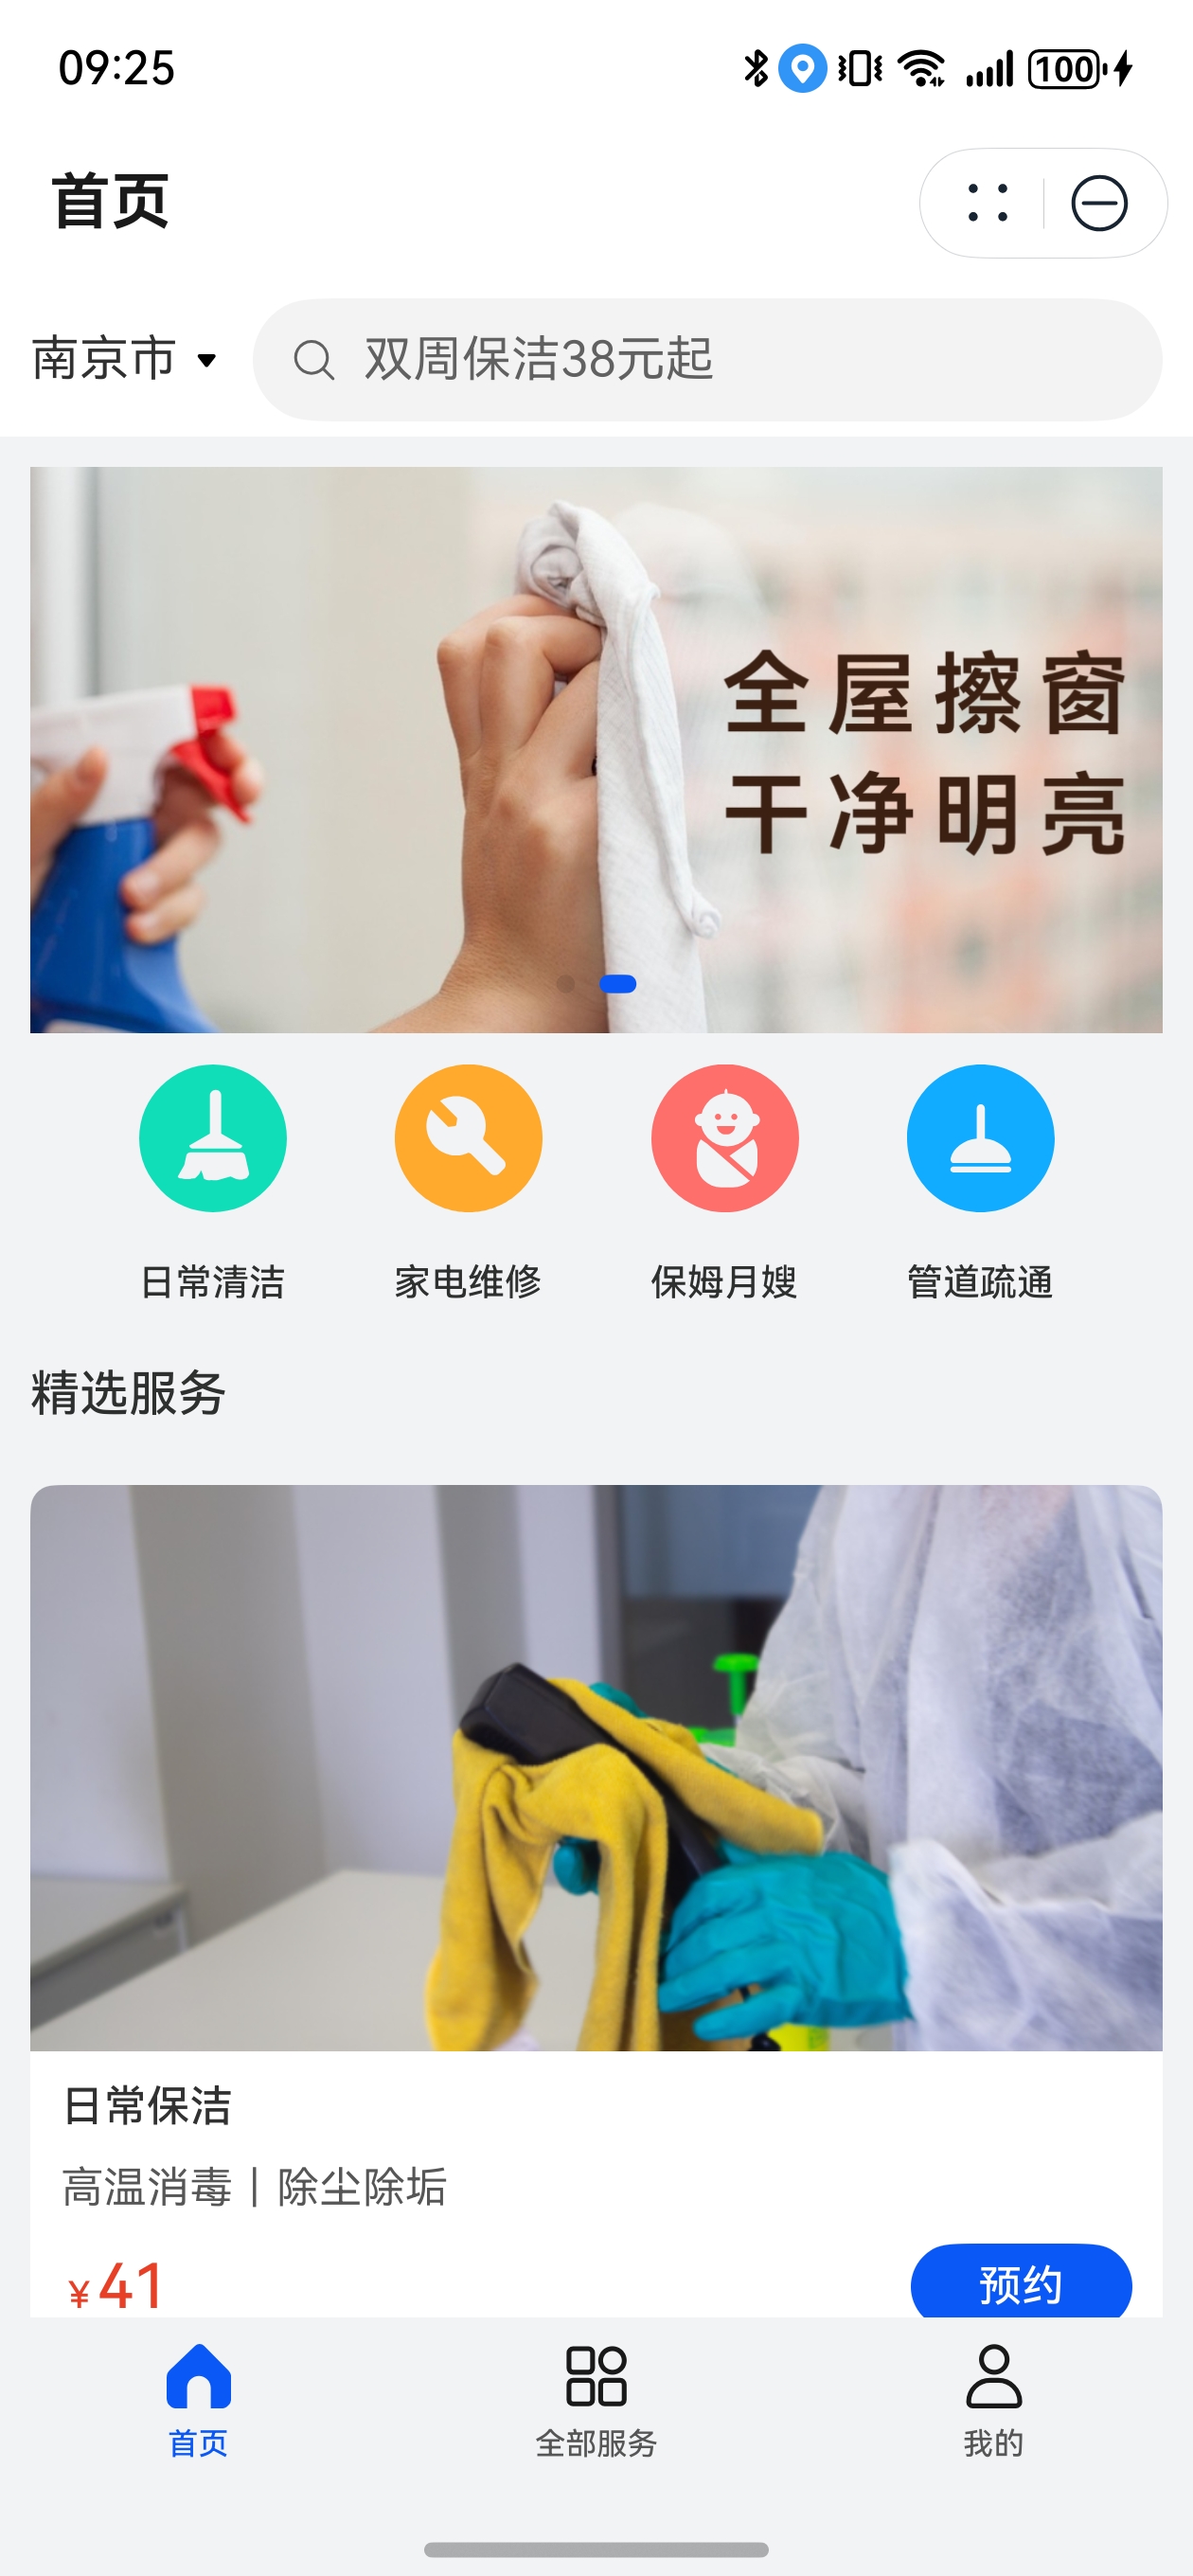 09:25
100
首页
南京市
双周保洁38元起
全屋擦窗
干净明亮
日常清洁 家电维修 保姆月嫂 管道疏通
精选服务
日常保洁
高温消毒｜除尘除垢
¥41 预约
首页 全部服务 我的